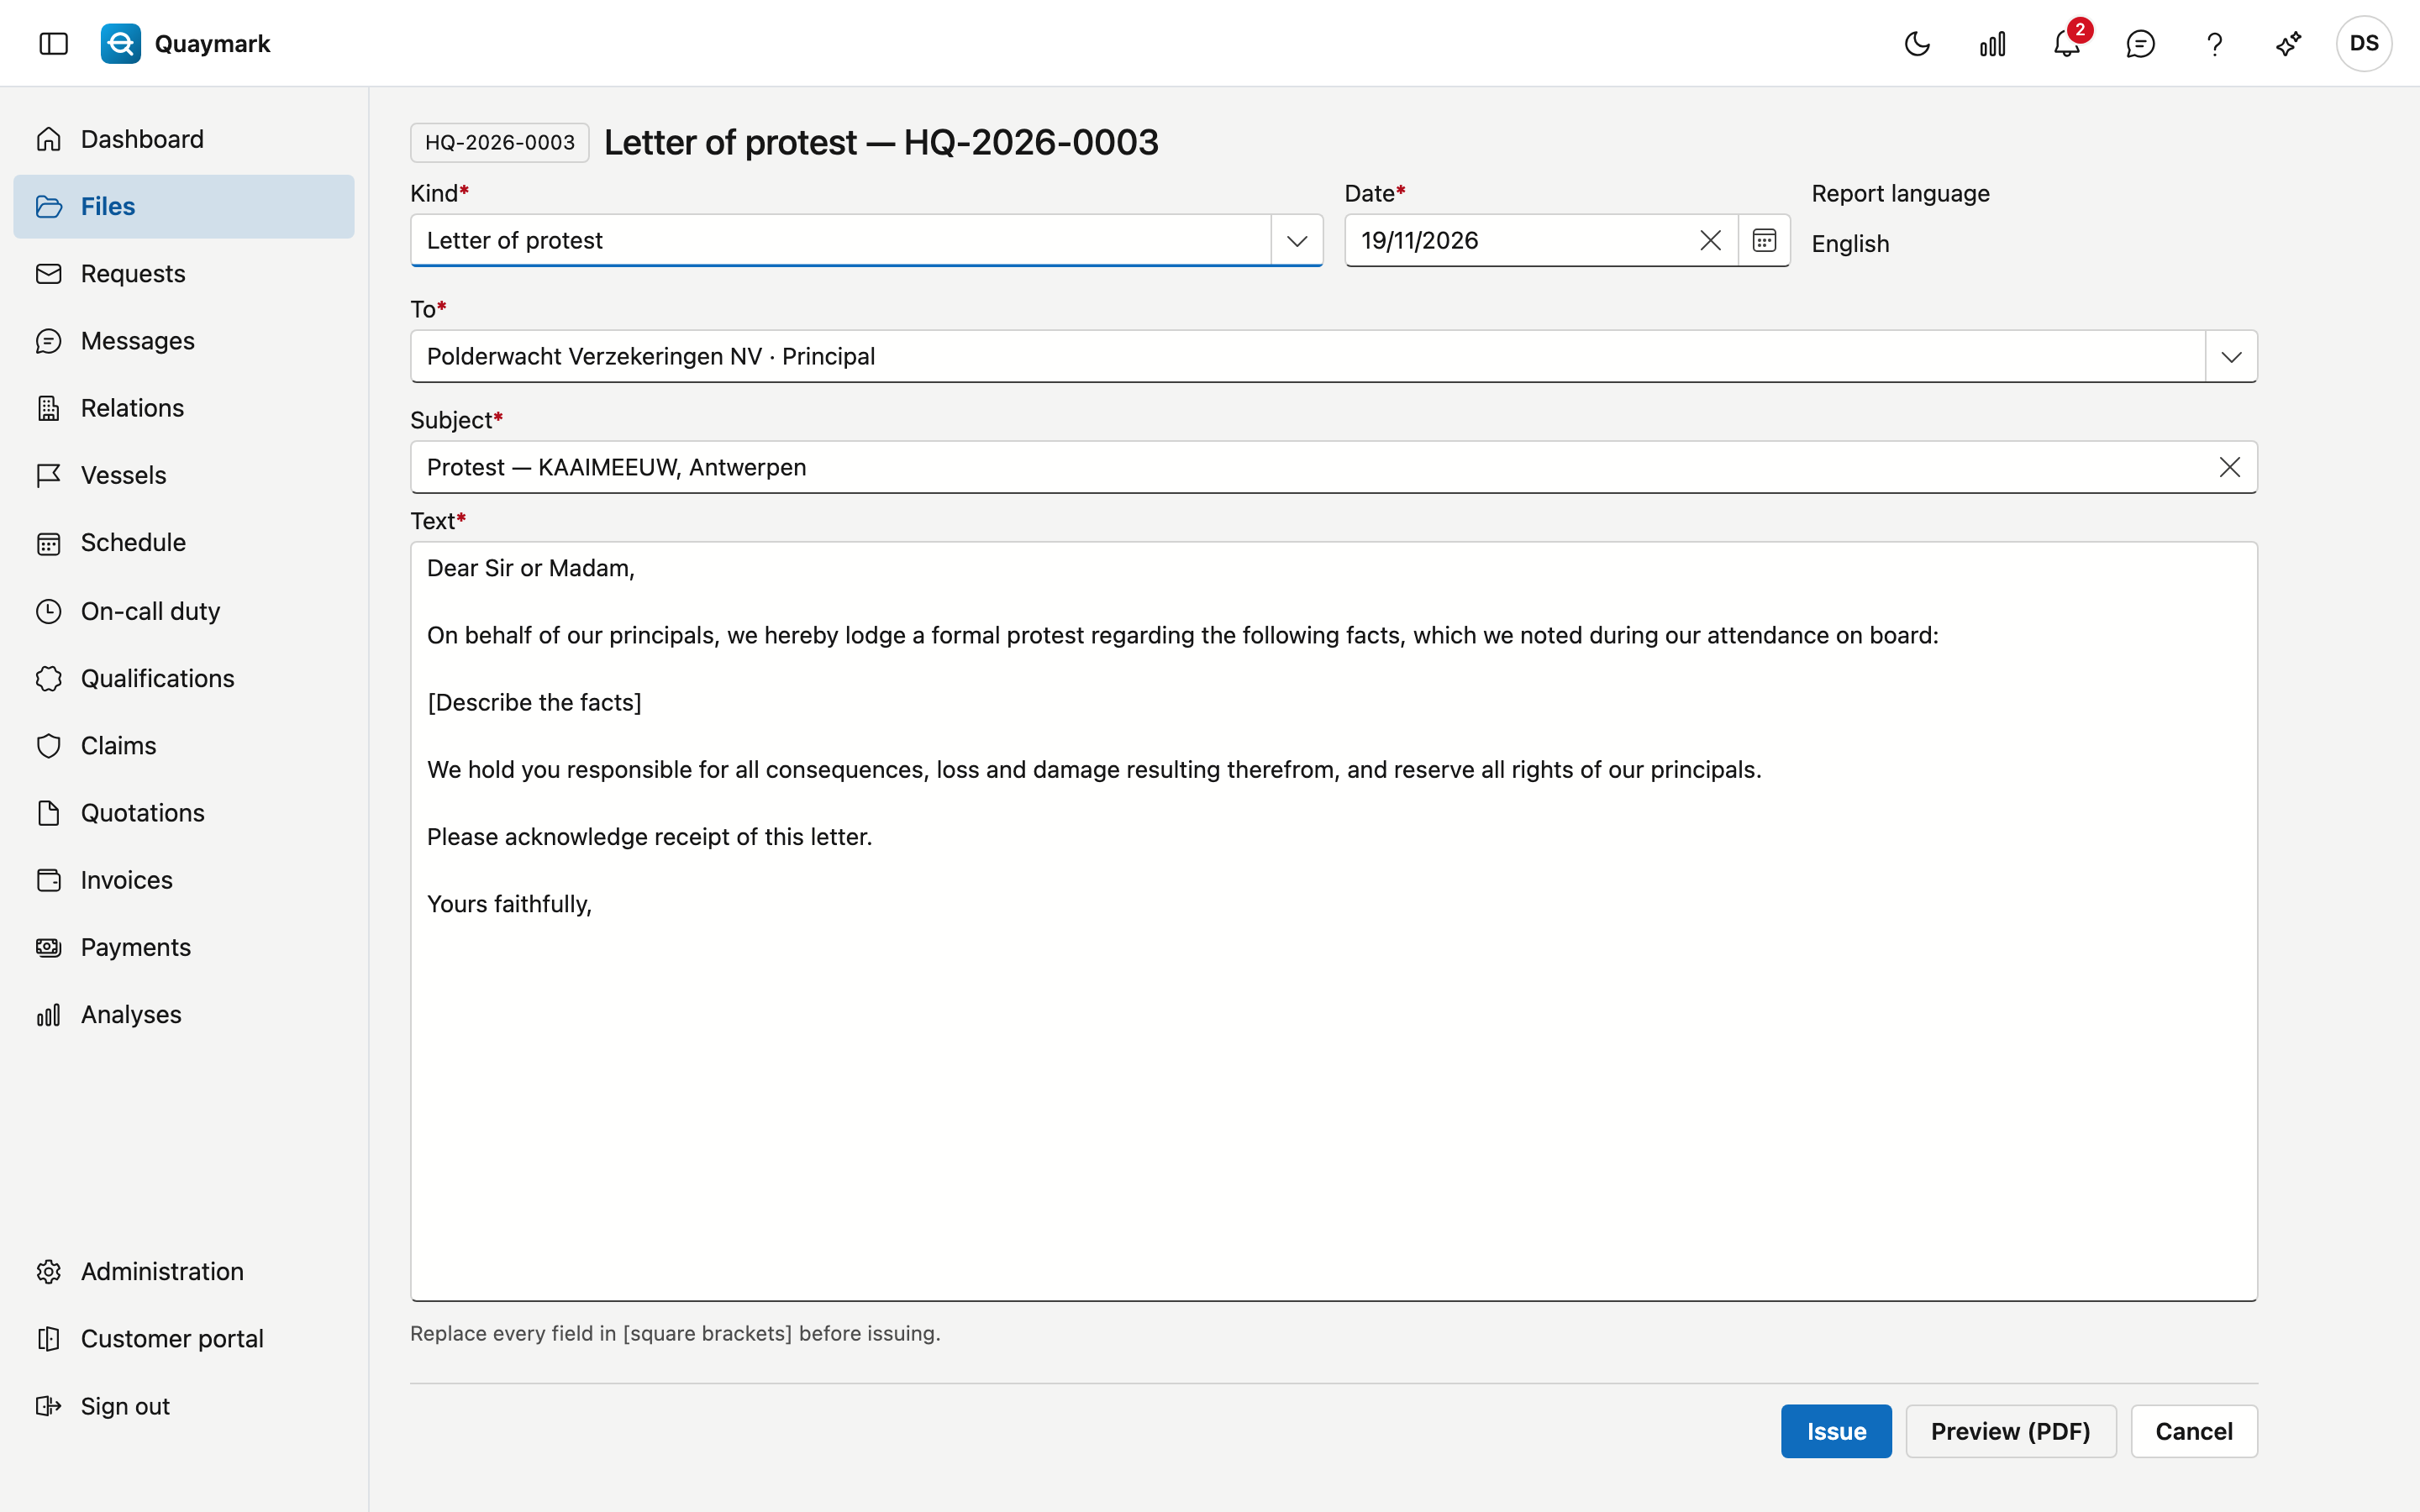 Quaymark
2
DS
Dashboard
Files
Requests
Messages
Relations
Vessels
Schedule
On-call duty
Qualifications
Claims
Quotations
Invoices
Payments
Analyses
Administration
Customer portal
Sign out
HQ-2026-0003
Letter of protest — HQ-2026-0003
Kind*
Letter of protest
Date*
19/11/2026
Report language
English
To*
Polderwacht Verzekeringen NV · Principal
Subject*
Protest — KAAIMEEUW, Antwerpen
Text*
Dear Sir or Madam,
On behalf of our principals, we hereby lodge a formal protest regarding the following facts, which we noted during our attendance on board:
[Describe the facts]
We hold you responsible for all consequences, loss and damage resulting therefrom, and reserve all rights of our principals.
Please acknowledge receipt of this letter.
Yours faithfully,
Replace every field in [square brackets] before issuing.
Issue
Preview (PDF)
Cancel